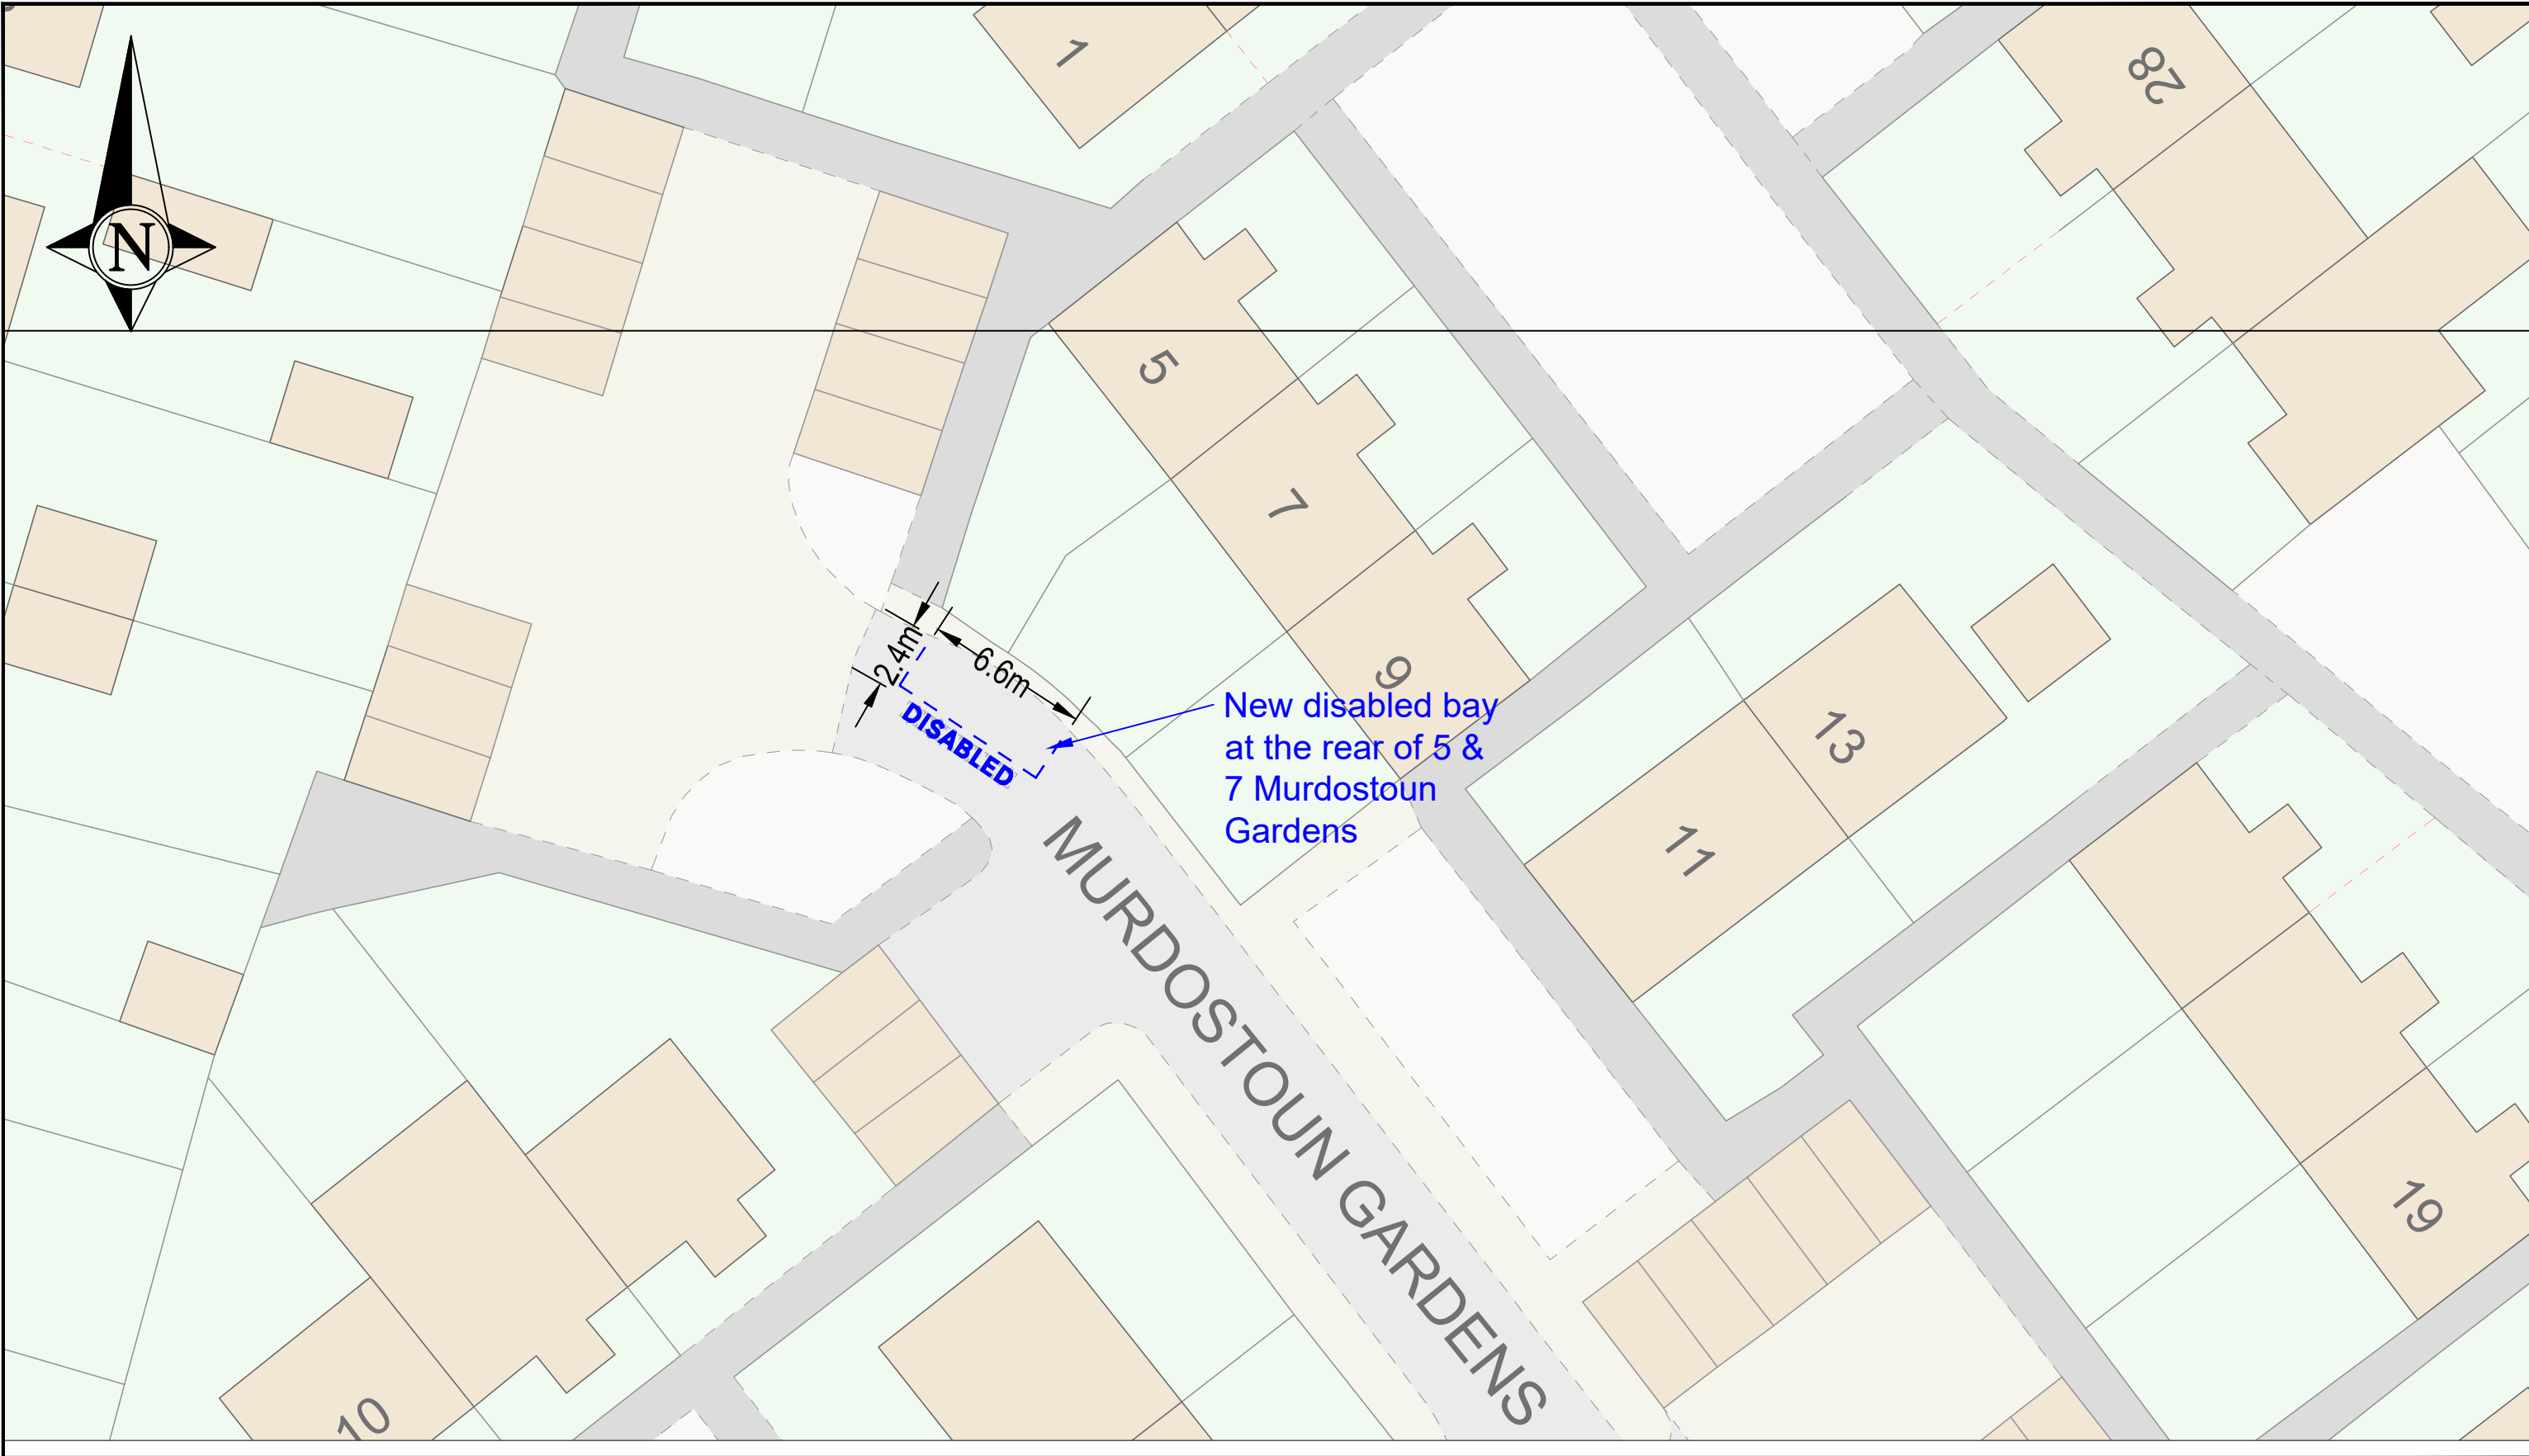 1
28
N
5
7
9
2.4m
6.6m
DISABLED
New disabled bay
at the rear of 5 &
7 Murdostoun
Gardens
13
11
MURDOSTOUN GARDENS
19
10